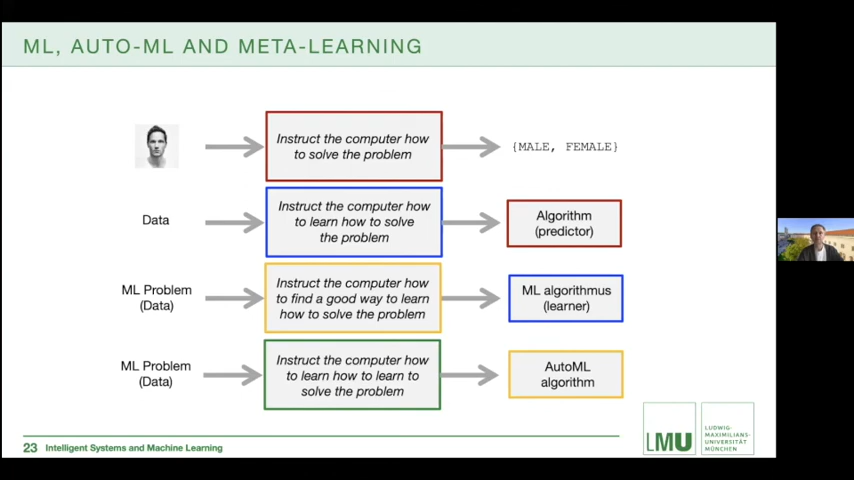 ML, AUTO-ML AND META-LEARNING
Instruct the computer how
to solve the problem
{MALE, FEMALE}
Data
Instruct the computer how
to learn how to solve
the problem
Algorithm
(predictor)
ML Problem
(Data)
Instruct the computer how
to find a good way to learn
how to solve the problem
ML algorithmus
(learner)
ML Problem
(Data)
Instruct the computer how
to learn how to learn to
solve the problem
AutoML
algorithm
23 Intelligent Systems and Machine Learning
LMU
LUDWIG-
MAXIMILIANS-
UNIVERSITÄT
MÜNCHEN